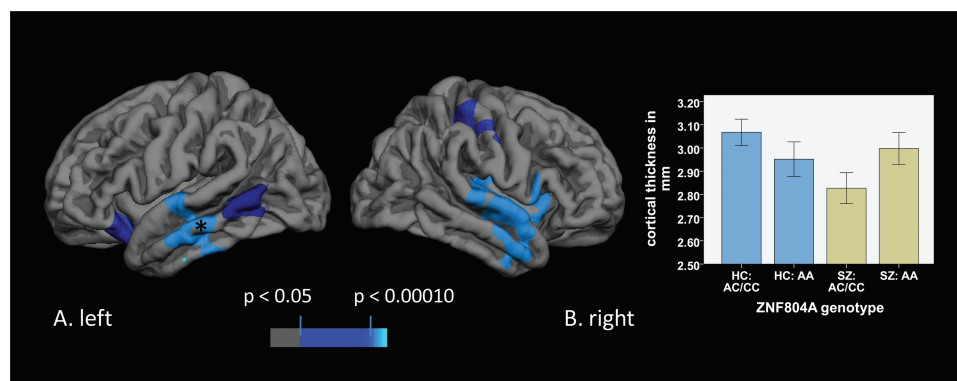 *
p < 0.05
p < 0.00010
A. left
B. right
cortical thickness in
mm
3.20
3.10
3.00
2.90
2.80
2.70
2.60
2.50
HC:
AC/CC
HC: AA
SZ:
AC/CC
SZ: AA
ZNF804A genotype